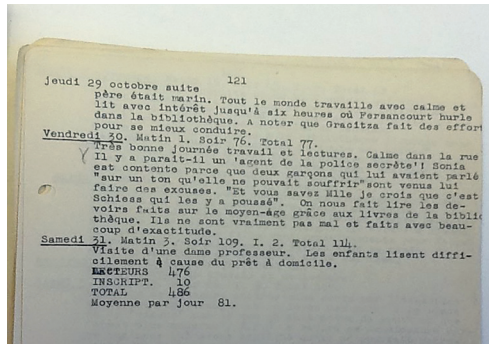 121
jeudi 29 octobre suite
père était marin. Tout le monde travaille avec calme et
lit avec intérêt jusqu'à six heures où Fersancourt hurle
dans la bibliothèque. A noter que Gracitza fait des effort
pour se mieux conduire.
Vendredi 30. Matin 1. Soir 76. Total 77.
Très bonne journée travail et lectures. Calme dans la rue
Il y a parait-il un 'agent de la police secrète'! Sonia
est contente parce que deux garçons qui lui avaient parlé
"sur un ton qu'elle ne pouvait souffrir"sont venus lui
faire des excuses. "Et vous savez Mlle je crois que c'est
Schiess qui les y a poussé". On nous fait lire les de-
voirs faits sur le moyen-âge grâce aux livres de la biblio
thèque. Ils ne sont vraiment pas mal et faits avec beau-
coup d'exactitude.
Samedi 31. Matin 3. Soir 109. I. 2. Total 114.
Visite d'une dame professeur. Les enfants lisent diffi-
cilement à cause du prêt à domicile.
LECTEURS 476
INSCRIPT. 10
TOTAL 486
Moyenne par jour 81.